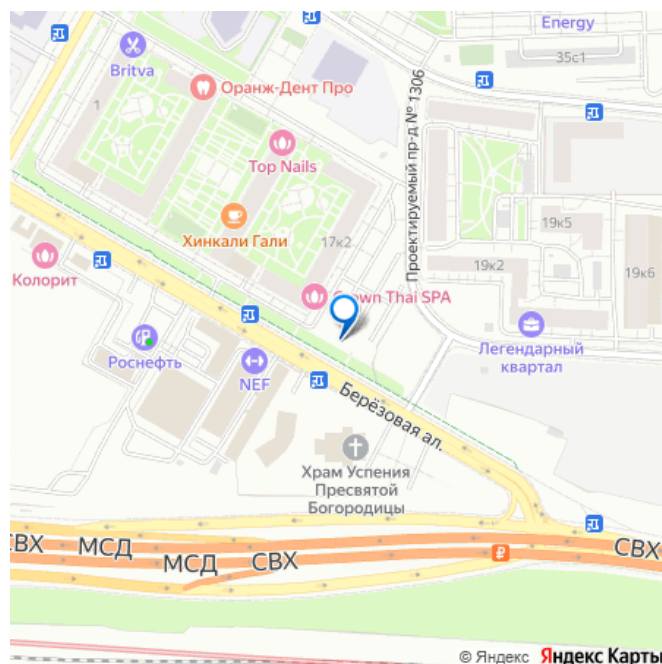 Energy
35с1
Britva
Оранж-Дент Про
1
Проектируемый пр-д № 1306
Top Nails
Хинкали Гали
17к2
19к5
19к2
19к6
Колорит
Crown Thai SPA
Роснефть
NEF
Легендарный
квартал
Берёзовая ал.
Храм Успения
Пресвятой
Богородицы
СВХ
МСД
МСД
СВХ
СВХ
© Яндекс Яндекс Карты